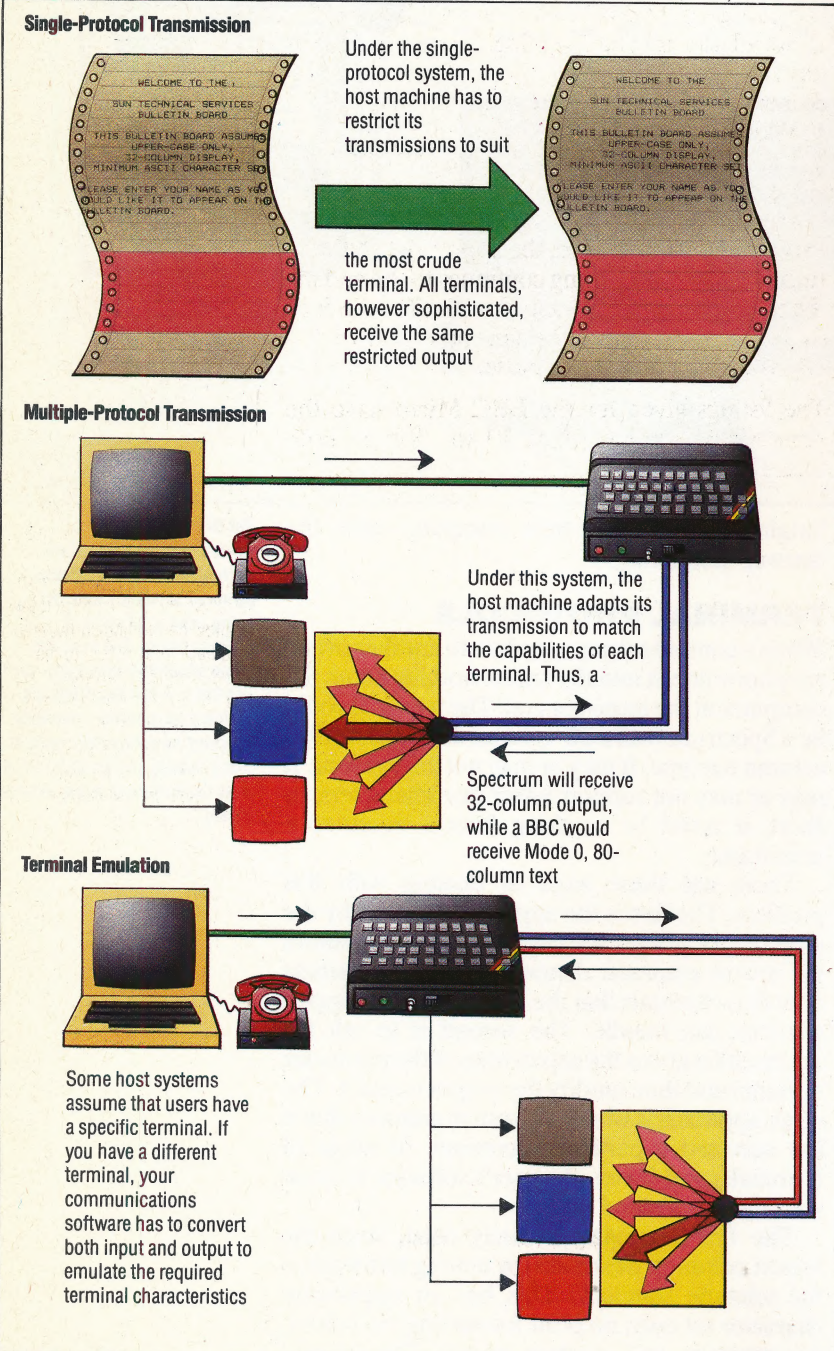 Single-Protocol Transmission
WELCOME TO THE
SUN TECHNICAL SERVICES
BULLETIN BOARD
THIS BULLETIN BOARD ASSUMES
UPPER-CASE ONLY,
32-COLUMN DISPLAY,
MINIMUM ASCII CHARACTER SET
LEASE ENTER YOUR NAME AS YOU
WOULD LIKE IT TO APPEAR ON THE
BULLETIN BOARD.
Under the single-
protocol system, the
host machine has to
restrict its
transmissions to suit
the most crude
terminal. All terminals,
however sophisticated,
receive the same
restricted output
WELCOME TO THE
SUN TECHNICAL SERVICES
BULLETIN BOARD
THIS BULLETIN BOARD ASSUMES
UPPER-CASE ONLY,
32-COLUMN DISPLAY,
MINIMUM ASCII CHARACTER SET
LEASE ENTER YOUR NAME AS YOU
WOULD LIKE IT TO APPEAR ON THE
BULLETIN BOARD.
Multiple-Protocol Transmission
Under this system, the
host machine adapts its
transmission to match
the capabilities of each
terminal. Thus, a
Spectrum will receive
32-column output,
while a BBC would
receive Mode 0, 80-
column text
Terminal Emulation
Some host systems
assume that users have
a specific terminal. If
you have a different
terminal, your
communications
software has to convert
both input and output to
emulate the required
terminal characteristics